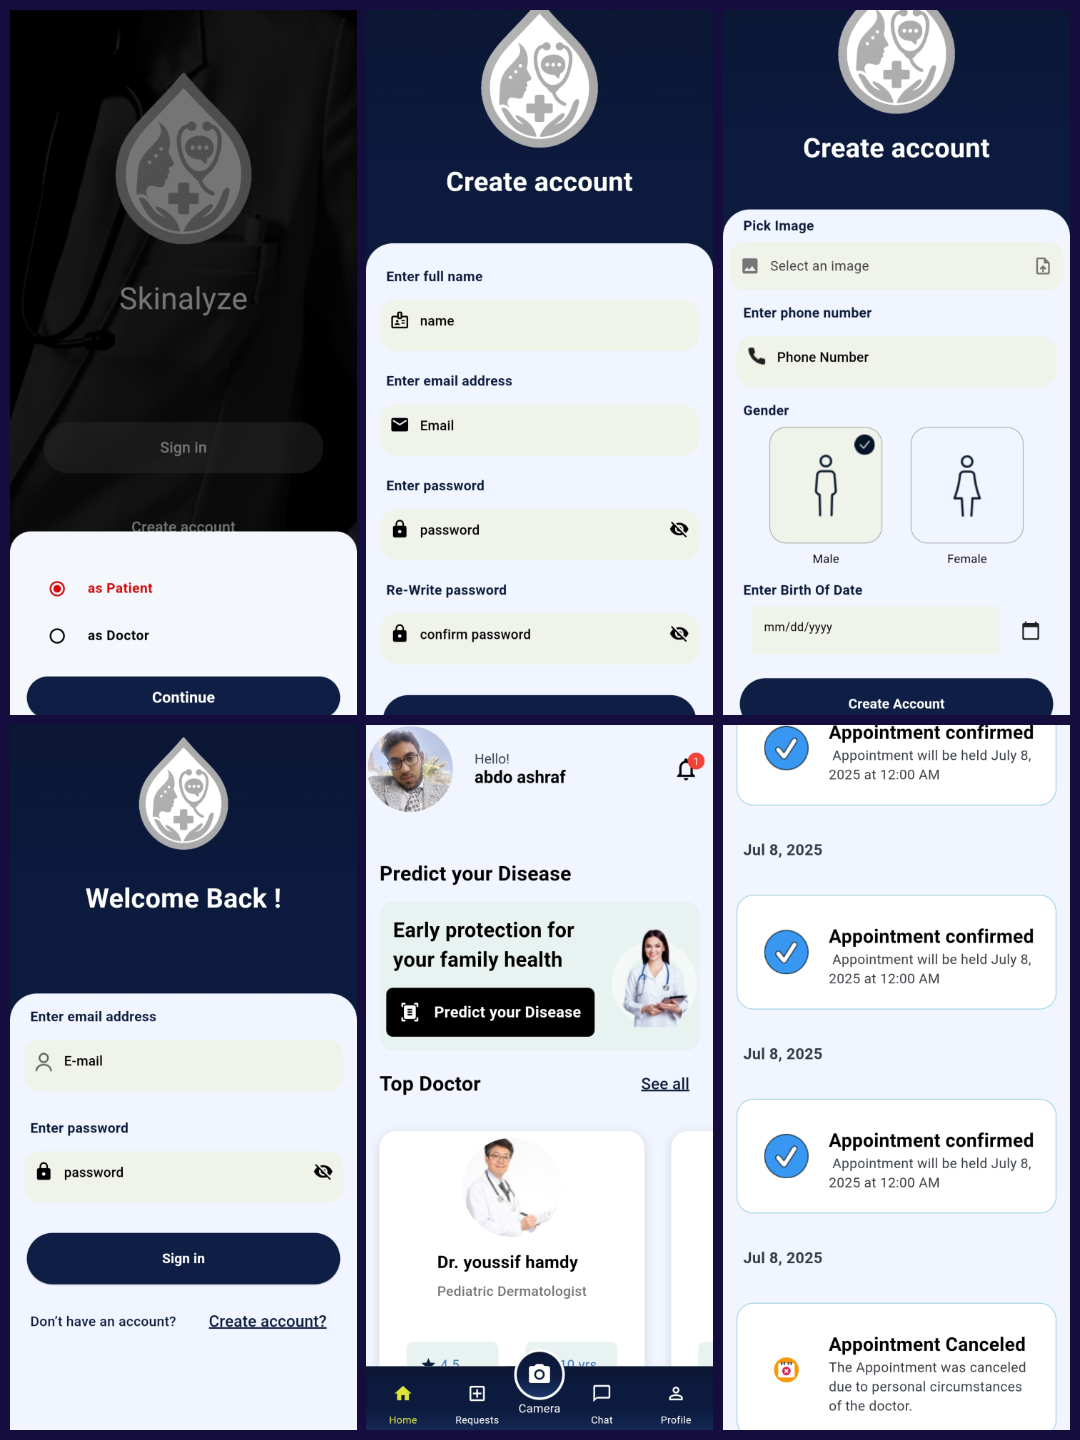 Skinalyze
Sign in
Create account
as Patient
as Doctor
Continue
Create account
Enter full name
name
Enter email address
Email
Enter password
password
Re-Write password
confirm password
Create account
Pick Image
Select an image
Enter phone number
Phone Number
Gender
Male
Female
Enter Birth Of Date
mm/dd/yyyy
Create Account
Welcome Back !
Enter email address
E-mail
Enter password
password
Sign in
Don't have an account?
Create account?
Hello!
abdo ashraf
1
Predict your Disease
Early protection for
your family health
Predict your Disease
Top Doctor
See all
Dr. youssif hamdy
Pediatric Dermatologist
4.5
10 yrs
Home
Requests
Camera
Chat
Profile
Appointment confirmed
Appointment will be held July 8,
2025 at 12:00 AM
Jul 8, 2025
Appointment confirmed
Appointment will be held July 8,
2025 at 12:00 AM
Jul 8, 2025
Appointment confirmed
Appointment will be held July 8,
2025 at 12:00 AM
Jul 8, 2025
Appointment Canceled
The Appointment was canceled
due to personal circumstances
of the doctor.